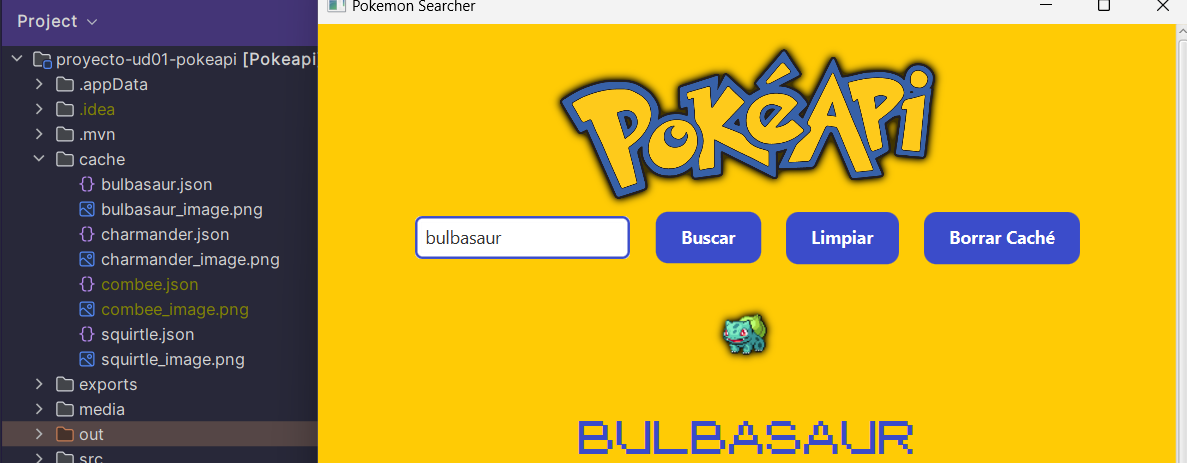 Project
proyecto-ud01-pokeapi [Pokeapi
.appData
.idea
.mvn
cache
bulbasaur.json
bulbasaur_image.png
charmander.json
charmander_image.png
combee.json
combee_image.png
squirtle.json
squirtle_image.png
exports
media
out
src
Pokemon Searcher
PokéAPi
bulbasaur
Buscar
Limpiar
Borrar Caché
BULBASAUR